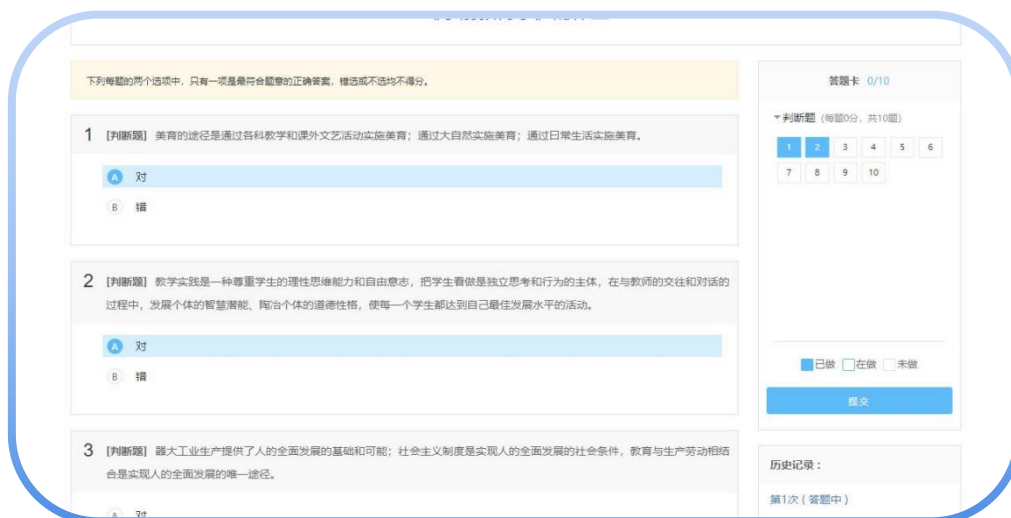 下列每题的两个选项中，只有一项是最符合题意的正确答案，错选或不选均不得分。
1 [判断题] 美育的途径是通过各科教学和课外文艺活动实施美育；通过大自然实施美育；通过日常生活实施美育。
A 对
B 错
2 [判断题] 教学实践是一种尊重学生的理性思维能力和自由意志，把学生看做是独立思考和行为的主体，在与教师的交往和对话的
过程中，发展个体的智慧潜能、陶冶个体的道德性格，使每一个学生都达到自己最佳发展水平的活动。
A 对
B 错
3 [判断题] 器大工业生产提供了人的全面发展的基础和可能；社会主义制度是实现人的全面发展的社会条件，教育与生产劳动相结
合是实现人的全面发展的唯一途径。
A 对
答题卡 0/10
判断题 (每题0分，共10题)
1 2 3 4 5 6
7 8 9 10
已做 在做 未做
提交
历史记录：
第1次 ( 答题中 )